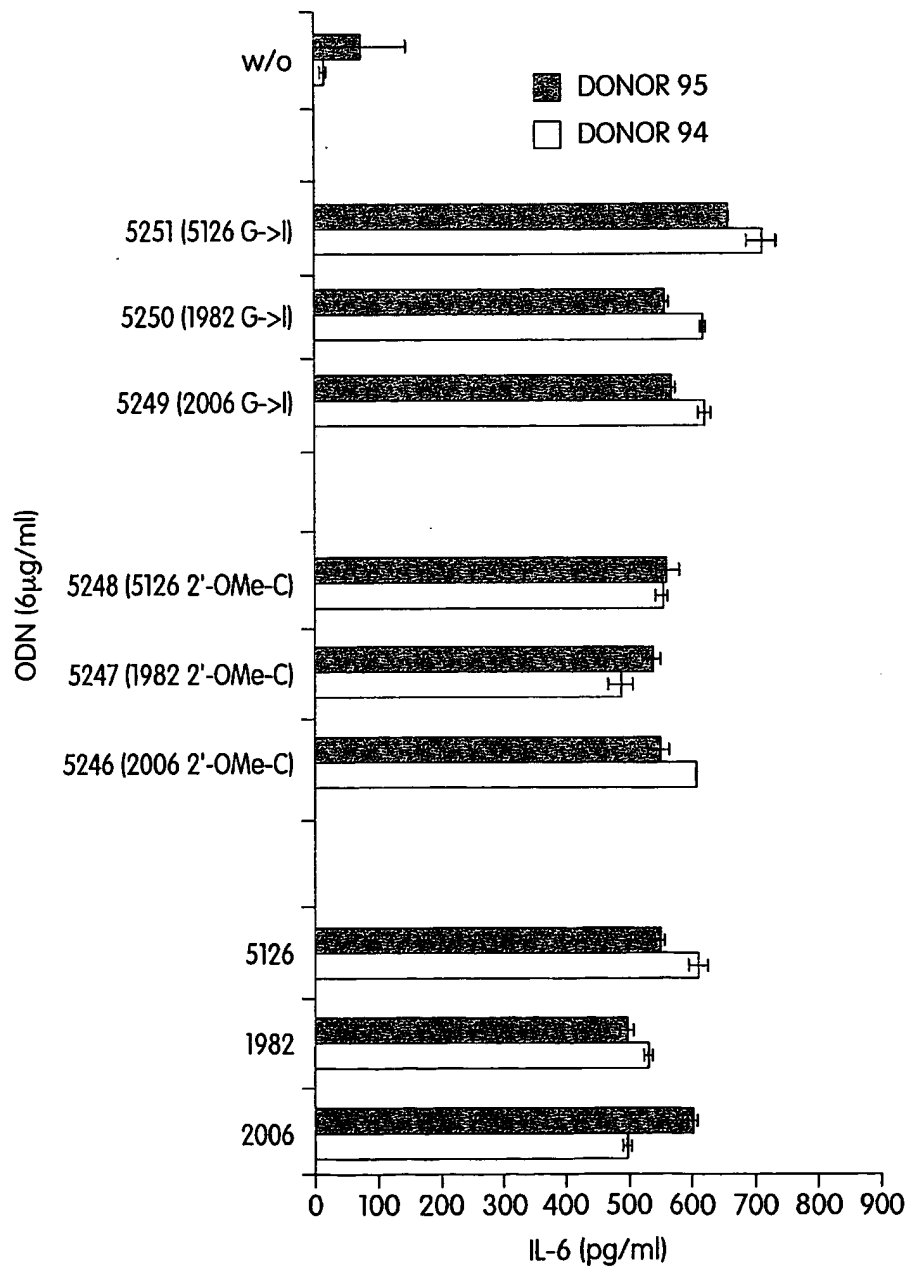 w/o
DONOR 95
DONOR 94
5251 (5126 G->I)
5250 (1982 G->I)
5249 (2006 G->I)
5248 (5126 2'-OMe-C)
5247 (1982 2'-OMe-C)
5246 (2006 2'-OMe-C)
5126
1982
2006
ODN (6µg/ml)
0 100 200 300 400 500 600 700 800 900
IL-6 (pg/ml)